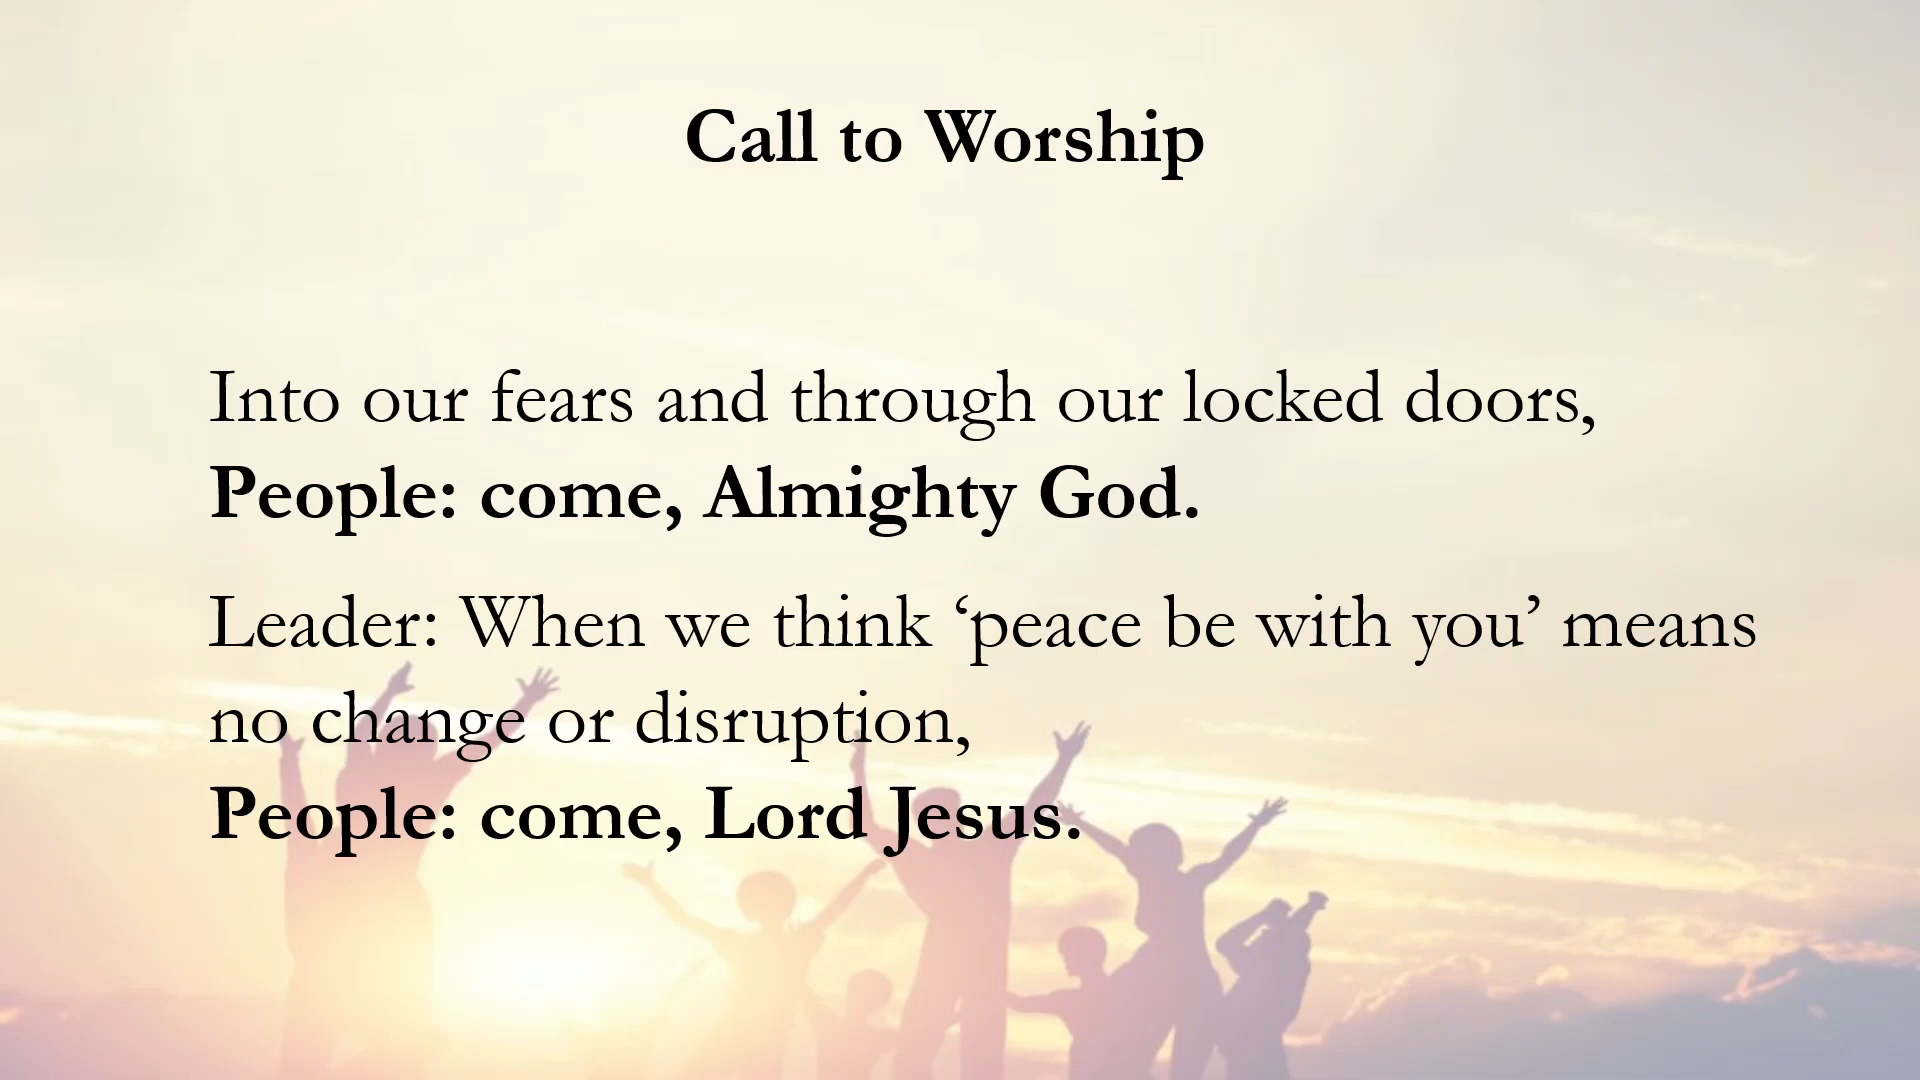 Call to Worship
Into our fears and through our locked doors,
People: come, Almighty God.
Leader: When we think ‘peace be with you’ means
no change or disruption,
People: come, Lord Jesus.